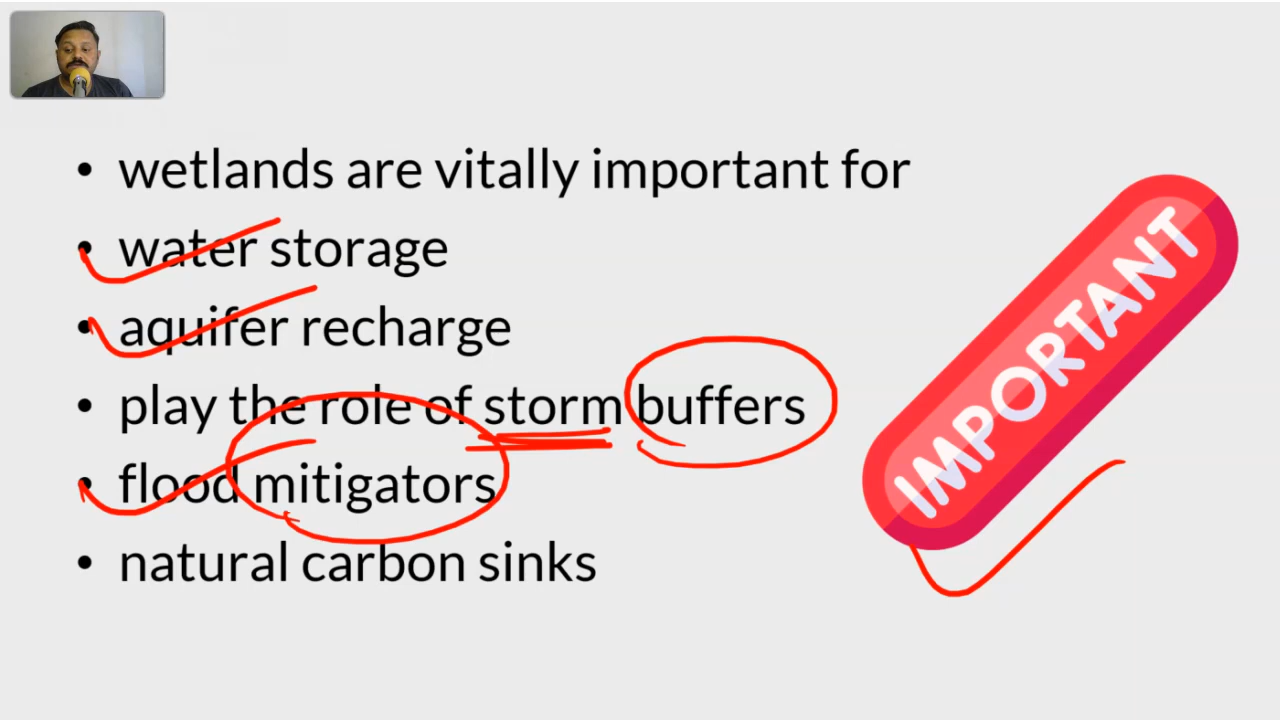 • wetlands are vitally important for
• water storage
• aquifer recharge
• play the role of storm buffers
• flood mitigators
• natural carbon sinks
IMPORTANT